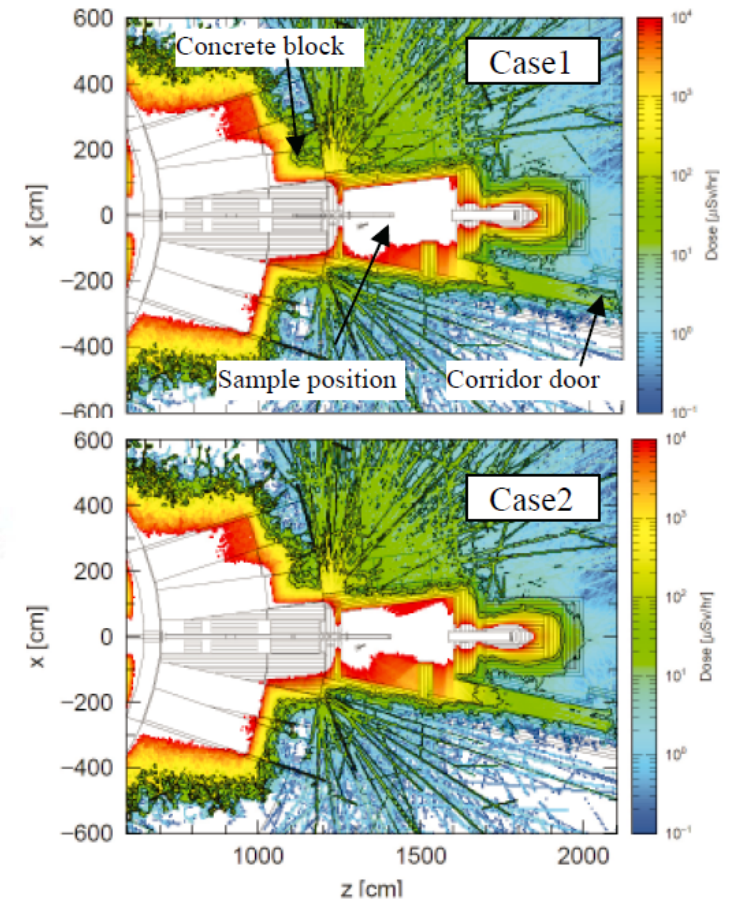 600
400
200
0
−200
−400
−600
x [cm]
Concrete block
Case1
Sample position
Corridor door
10⁴
10³
10²
10¹
10⁰
10⁻¹
Dose [μSv/hr]
600
400
200
0
−200
−400
−600
x [cm]
Case2
10⁴
10³
10²
10¹
10⁰
10⁻¹
Dose [μSv/hr]
1000
1500
2000
z [cm]